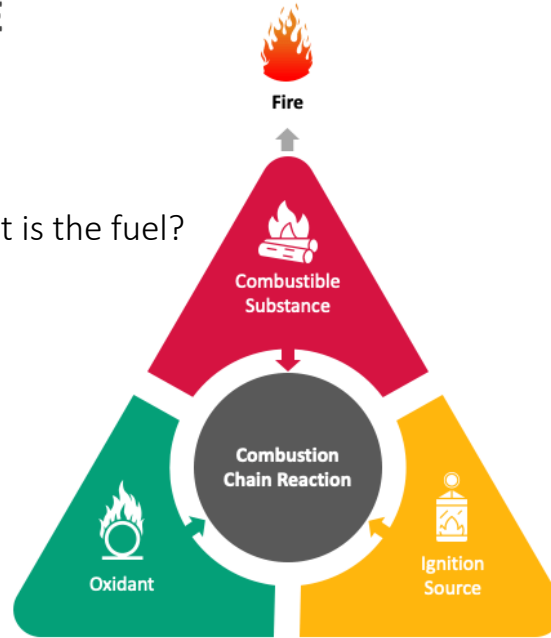 Fire
t is the fuel?
Combustible
Substance
Combustion
Chain Reaction
Oxidant
Ignition
Source